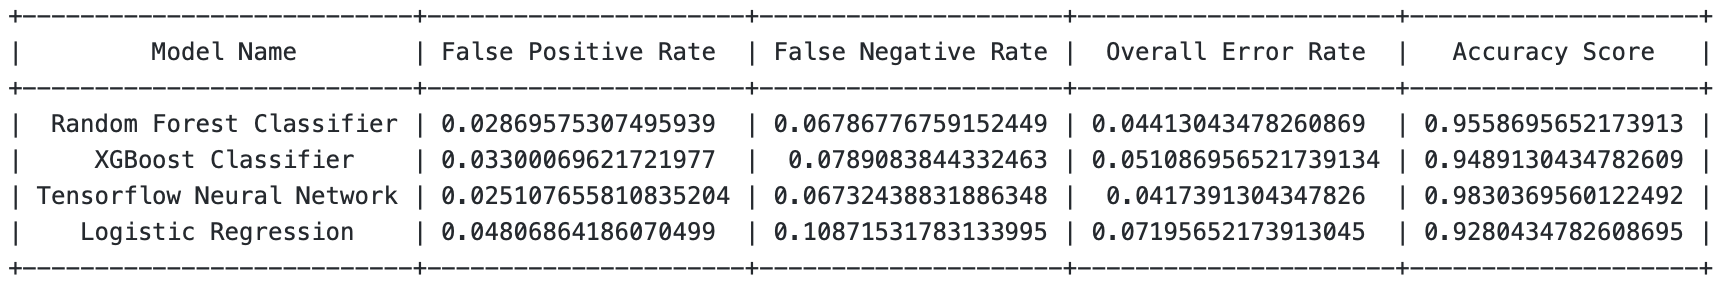 +---------------------------+----------------------+---------------------+----------------------+--------------------+
|         Model Name        | False Positive Rate  | False Negative Rate |  Overall Error Rate  |   Accuracy Score   |
+---------------------------+----------------------+---------------------+----------------------+--------------------+
|  Random Forest Classifier | 0.02869575307495939  | 0.06786776759152449 | 0.04413043478260869  | 0.9558695652173913 |
|     XGBoost Classifier    | 0.03300069621721977  |  0.0789083844332463 | 0.051086956521739134 | 0.9489130434782609 |
| Tensorflow Neural Network | 0.025107655810835204 | 0.06732438831886348 |  0.0417391304347826  | 0.9830369560122492 |
|    Logistic Regression    | 0.04806864186070499  | 0.10871531783133995 | 0.07195652173913045  | 0.9280434782608695 |
+---------------------------+----------------------+---------------------+----------------------+--------------------+